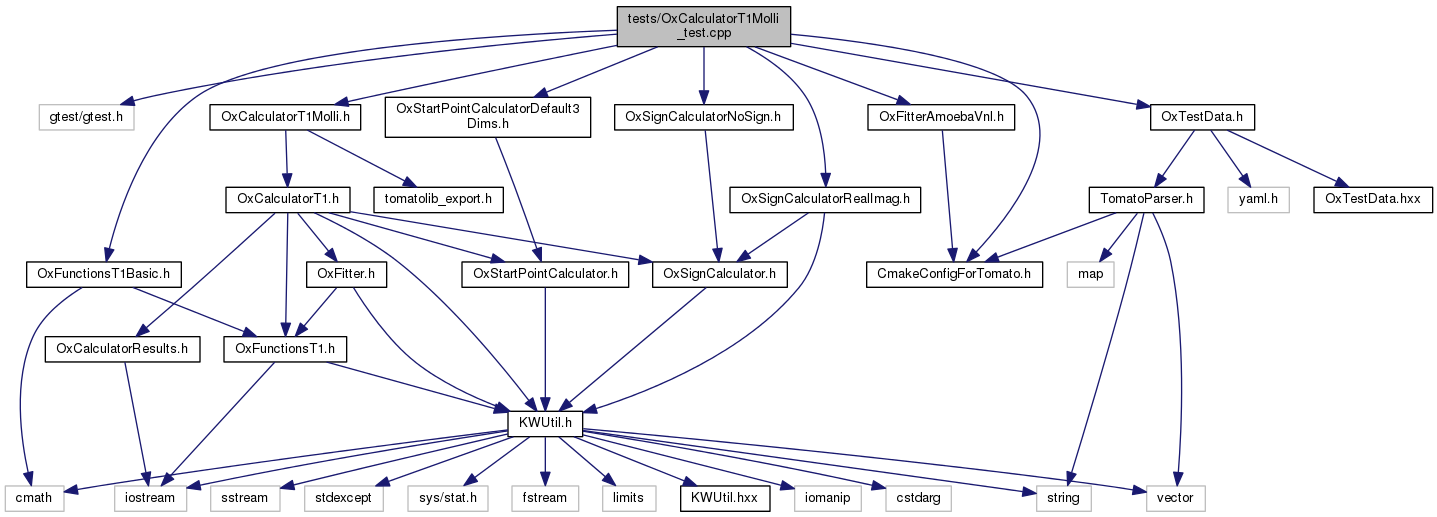 tests/OxCalculatorT1Molli
_test.cpp
gtest/gtest.h
OxCalculatorT1Molli.h
OxStartPointCalculatorDefault3
Dims.h
OxSignCalculatorNoSign.h
OxFitterAmoebaVnl.h
OxTestData.h
OxCalculatorT1.h
tomatolib_export.h
OxSignCalculatorRealImag.h
TomatoParser.h
yaml.h
OxTestData.hxx
OxFunctionsT1Basic.h
OxFitter.h
OxStartPointCalculator.h
OxSignCalculator.h
CmakeConfigForTomato.h
map
OxCalculatorResults.h
OxFunctionsT1.h
KWUtil.h
cmath
iostream
sstream
stdexcept
sys/stat.h
fstream
limits
KWUtil.hxx
iomanip
cstdarg
string
vector